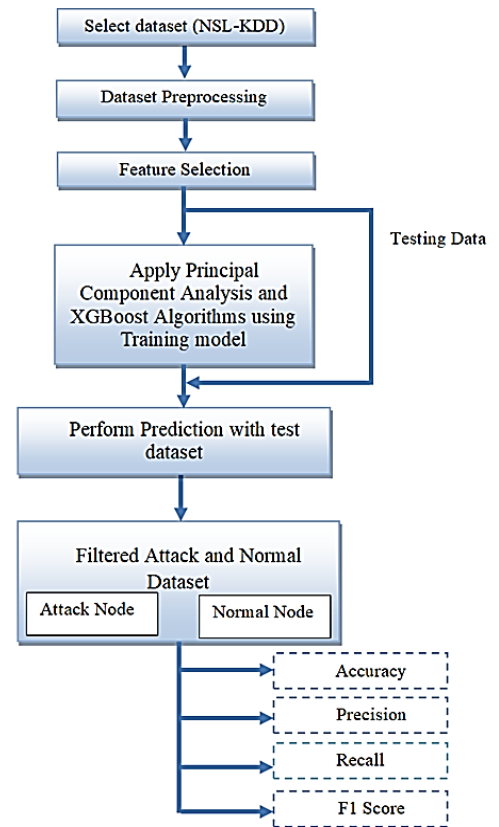 Select dataset (NSL-KDD)
Dataset Preprocessing
Feature Selection
Testing Data
Apply Principal
Component Analysis and
XGBoost Algorithms using
Training model
Perform Prediction with test
dataset
Filtered Attack and Normal
Dataset
Attack Node
Normal Node
Accuracy
Precision
Recall
F1 Score